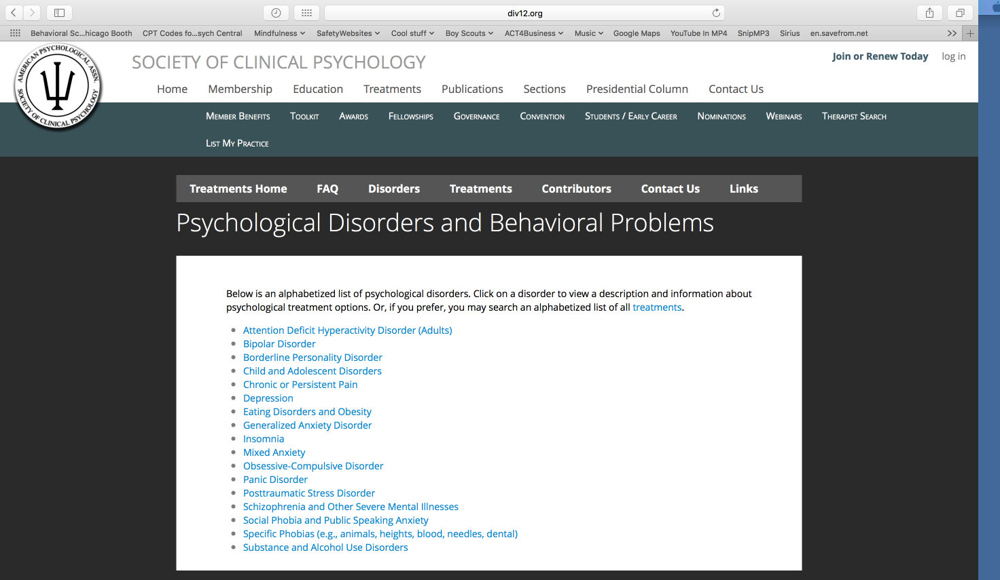 div12.org
Behavioral Sc...hicago Booth CPT Codes fo...sych Central Mindfulness SafetyWebsites Cool stuff Boy Scouts ACT4Business Music Google Maps YouTube In MP4 SnipMP3 Sirius en.savefrom.net
AMERICAN PSYCHOLOGICAL ASSN.
SOCIETY OF CLINICAL PSYCHOLOGY
SOCIETY OF CLINICAL PSYCHOLOGY
Join or Renew Today log in
Home Membership Education Treatments Publications Sections Presidential Column Contact Us
Member Benefits Toolkit Awards Fellowships Governance Convention Students / Early Career Nominations Webinars Therapist Search
List My Practice
Treatments Home FAQ Disorders Treatments Contributors Contact Us Links
Psychological Disorders and Behavioral Problems
Below is an alphabetized list of psychological disorders. Click on a disorder to view a description and information about
psychological treatment options. Or, if you prefer, you may search an alphabetized list of all treatments.
Attention Deficit Hyperactivity Disorder (Adults)
Bipolar Disorder
Borderline Personality Disorder
Child and Adolescent Disorders
Chronic or Persistent Pain
Depression
Eating Disorders and Obesity
Generalized Anxiety Disorder
Insomnia
Mixed Anxiety
Obsessive-Compulsive Disorder
Panic Disorder
Posttraumatic Stress Disorder
Schizophrenia and Other Severe Mental Illnesses
Social Phobia and Public Speaking Anxiety
Specific Phobias (e.g., animals, heights, blood, needles, dental)
Substance and Alcohol Use Disorders